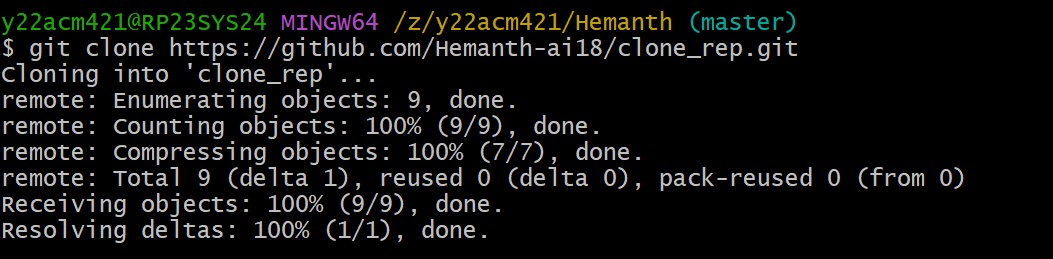 y22acm421@RP23SYS24 MINGW64 /z/y22acm421/Hemanth (master)
$ git clone https://github.com/Hemanth-ai18/clone_rep.git
Cloning into 'clone_rep'...
remote: Enumerating objects: 9, done.
remote: Counting objects: 100% (9/9), done.
remote: Compressing objects: 100% (7/7), done.
remote: Total 9 (delta 1), reused 0 (delta 0), pack-reused 0 (from 0)
Receiving objects: 100% (9/9), done.
Resolving deltas: 100% (1/1), done.